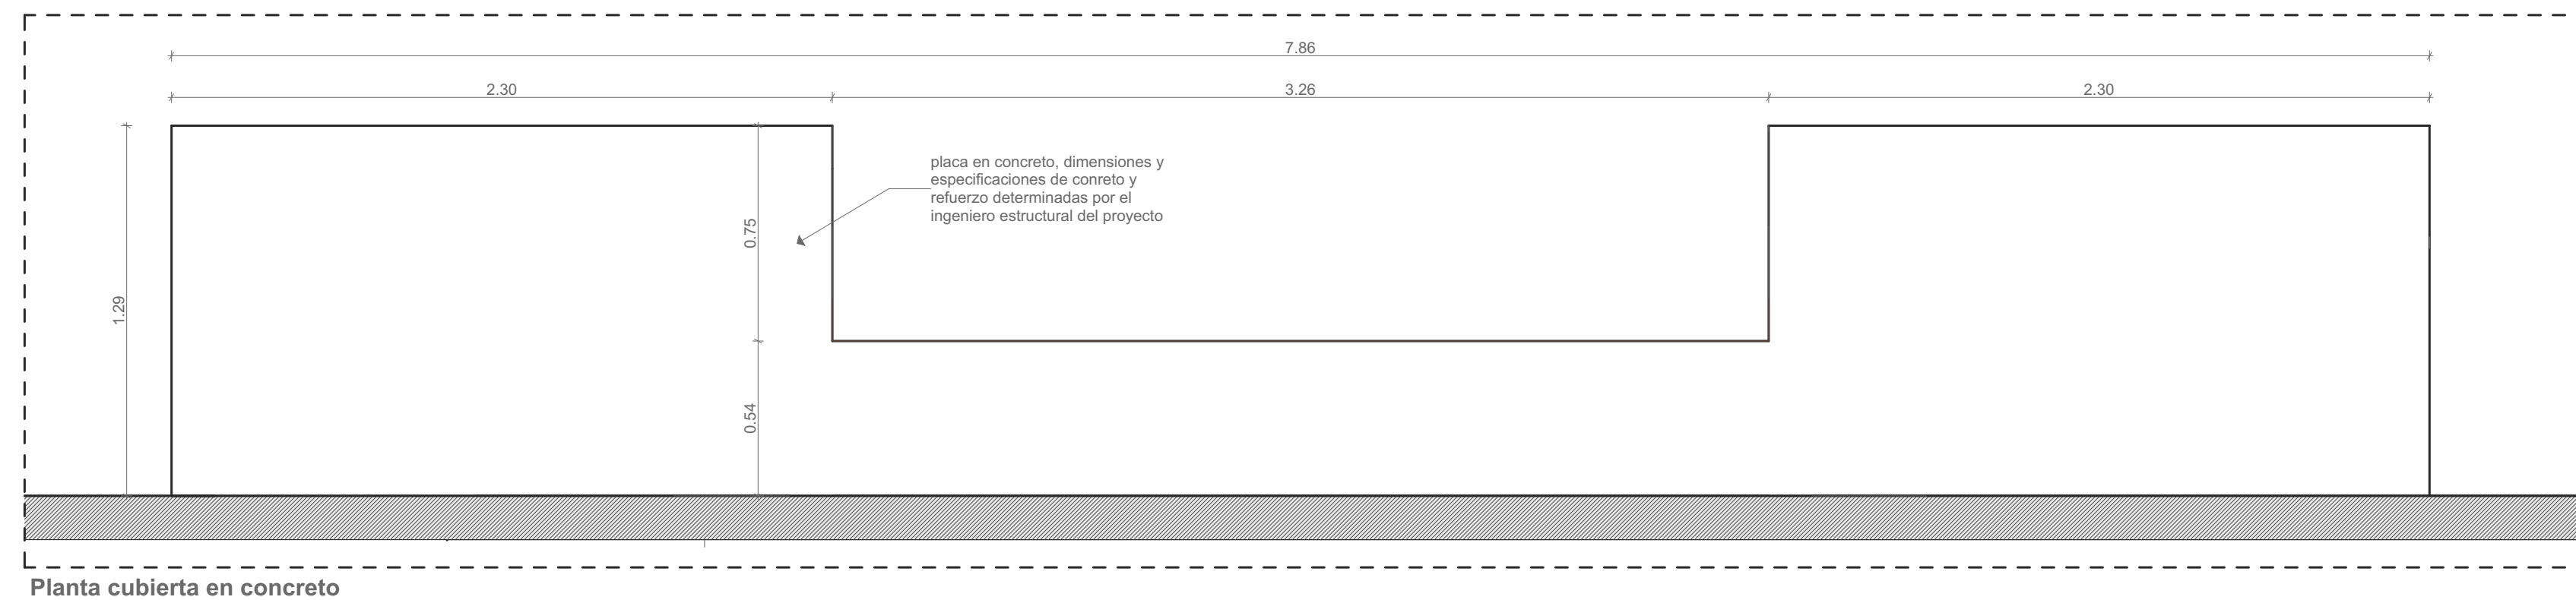 7.86
2.30
3.26
2.30
placa en concreto, dimensiones y
especificaciones de conreto y
refuerzo determinadas por el
ingeniero estructural del proyecto
0.75
1.29
0.54
Planta cubierta en concreto